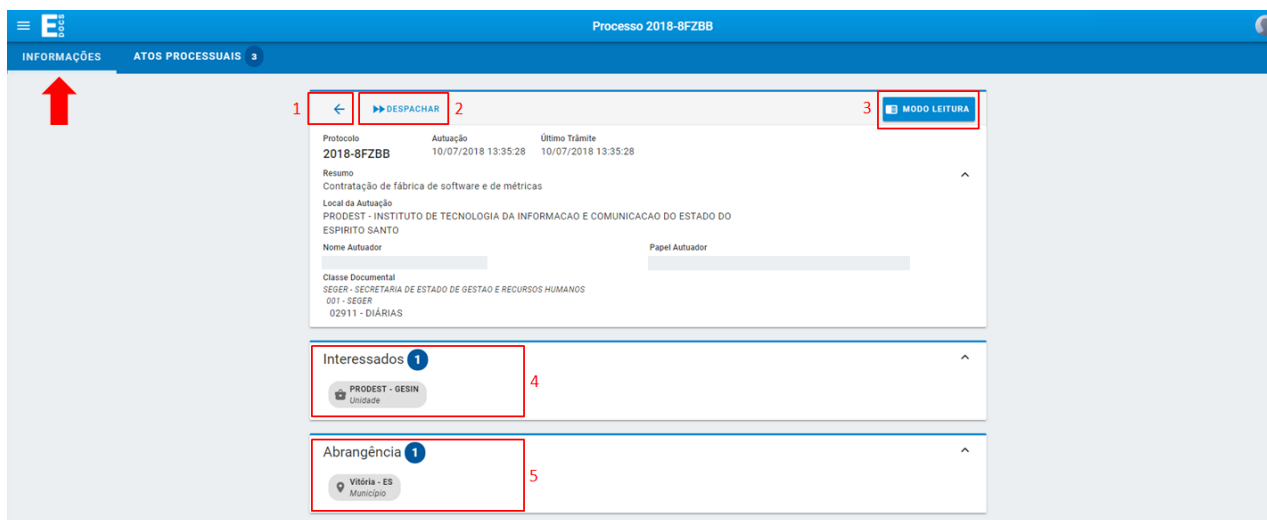 E DOCS
Processo 2018-8FZBB
INFORMAÇÕES
ATOS PROCESSUAIS 3
1
DESPACHAR
2
3
MODO LEITURA
Protocolo Autuação Último Trâmite
2018-8FZBB 10/07/2018 13:35:28 10/07/2018 13:35:28
Resumo
Contratação de fábrica de software e de métricas
Local da Autuação
PRODEST - INSTITUTO DE TECNOLOGIA DA INFORMACAO E COMUNICACAO DO ESTADO DO
ESPIRITO SANTO
Nome Autuador Papel Autuador
Classe Documental
SEGER - SECRETARIA DE ESTADO DE GESTAO E RECURSOS HUMANOS
001 - SEGER
02911 - DIÁRIAS
Interessados 1
PRODEST - GESIN
Unidade
4
Abrangência 1
Vitória - ES
Município
5